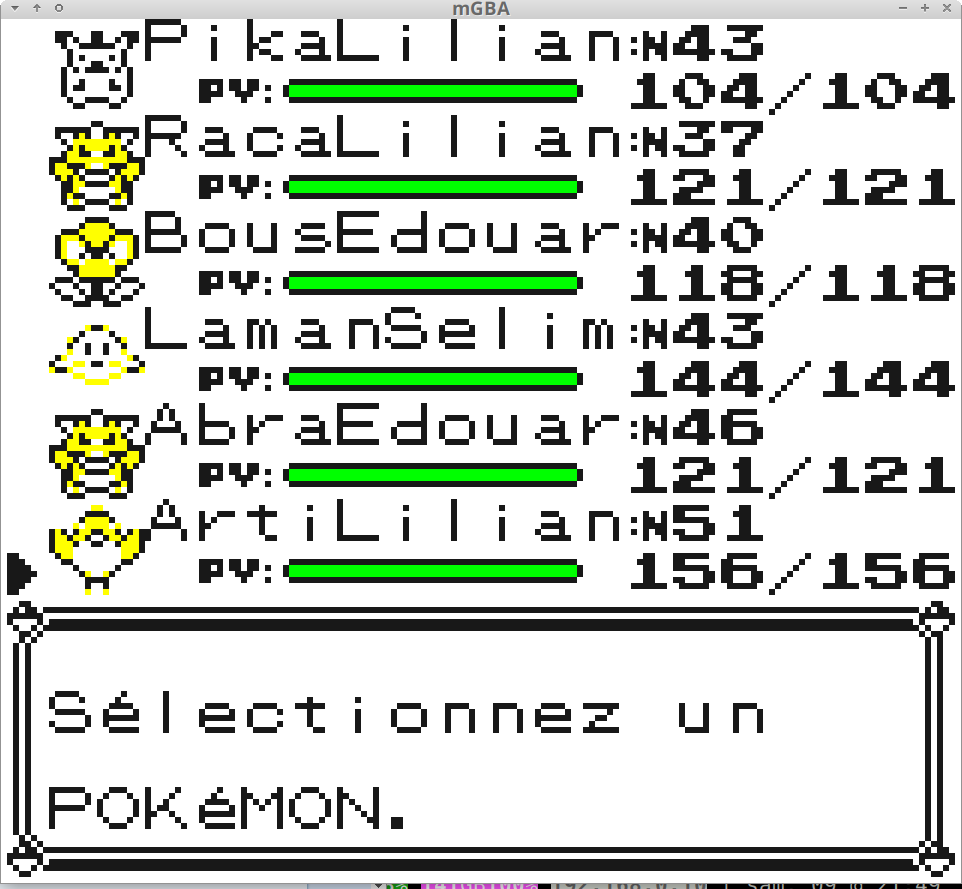 mGBA
PikaLilian :N43
PV: 104/104
RacaLilian :N37
PV: 121/121
BousEdouar :N40
PV: 118/118
LamanSelim :N43
PV: 144/144
AbraEdouar :N46
PV: 121/121
ArtiLilian :N51
PV: 156/156
Sélectionnez un
POKéMON.